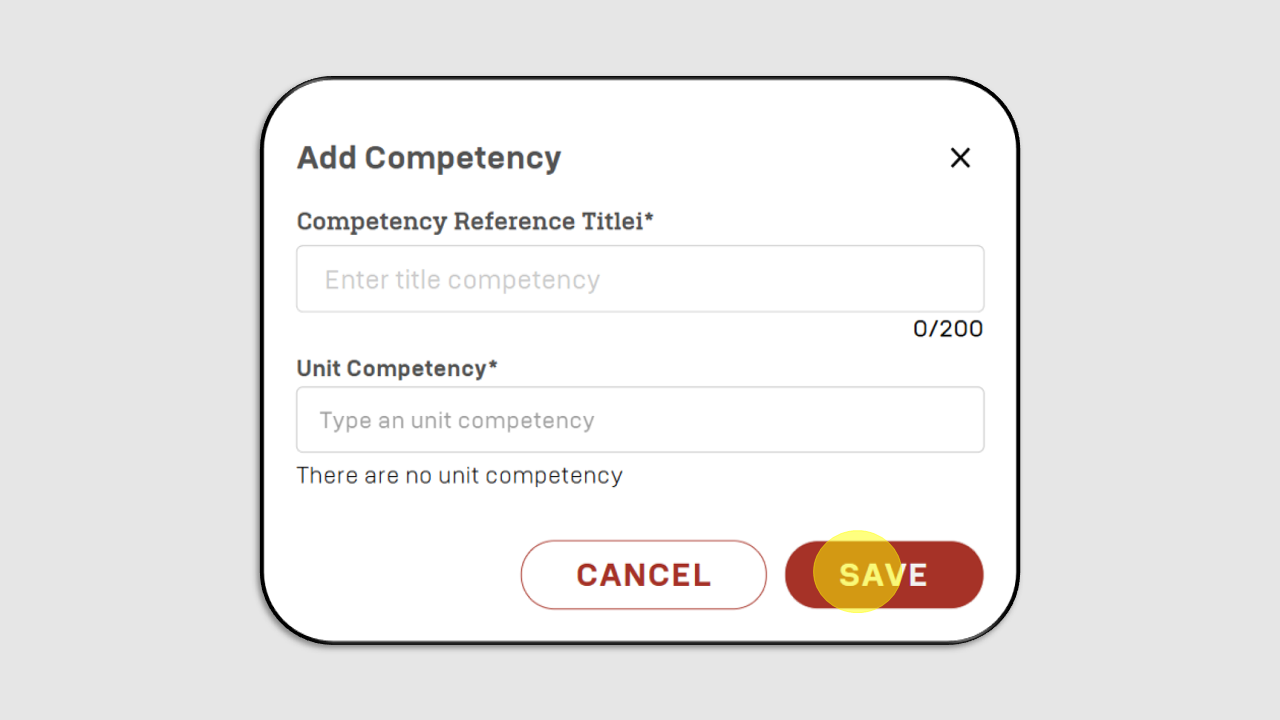 Add Competency
Competency Reference Titlei*
Enter title competency
0/200
Unit Competency*
Type an unit competency
There are no unit competency
CANCEL SAVE